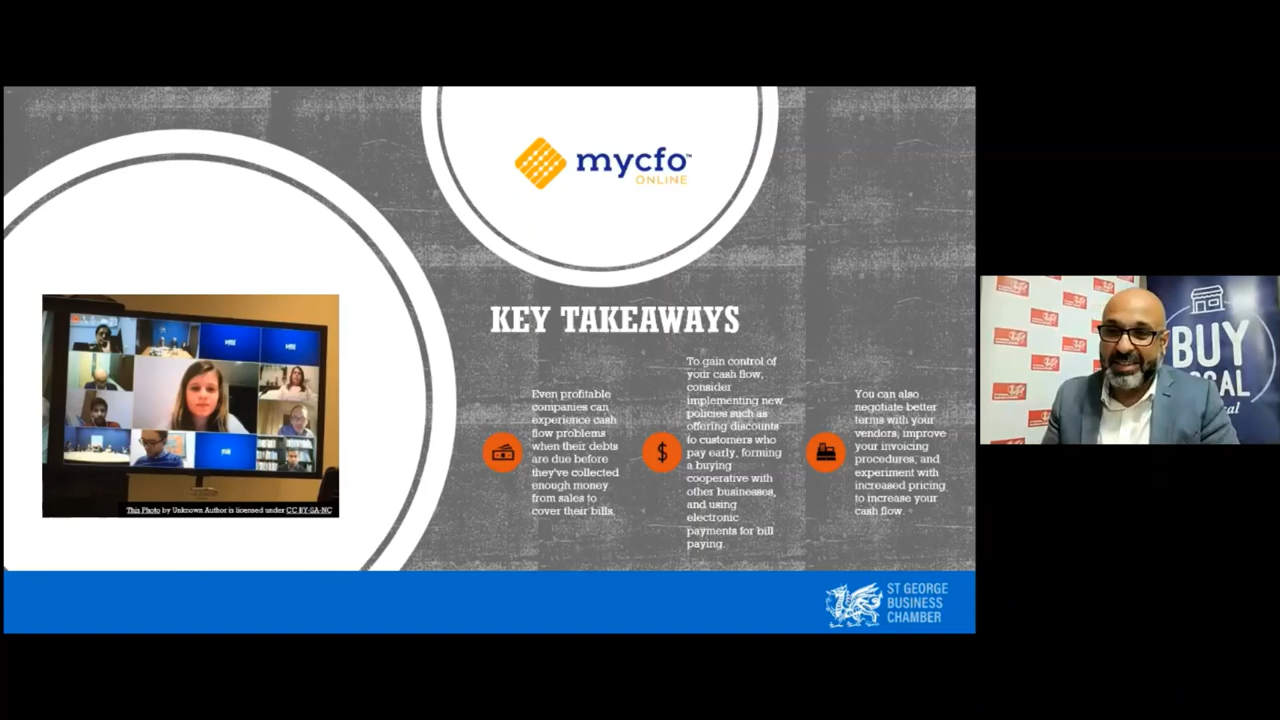 mycfo™
ONLINE
KEY TAKEAWAYS
Even profitable
companies can
experience cash
flow problems
when their debts
are due before
they've collected
enough money
from sales to
cover their bills.
To gain control of
your cash flow,
consider
implementing new
policies such as
offering discounts
to customers who
pay early, forming
a buying
cooperative with
other businesses,
and using
electronic
payments for bill
paying.
You can also
negotiate better
terms with your
vendors, improve
your invoicing
procedures, and
experiment with
increased pricing
to increase your
cash flow.
This Photo by Unknown Author is licensed under CC BY-SA-NC
ST GEORGE
BUSINESS
CHAMBER
BUY